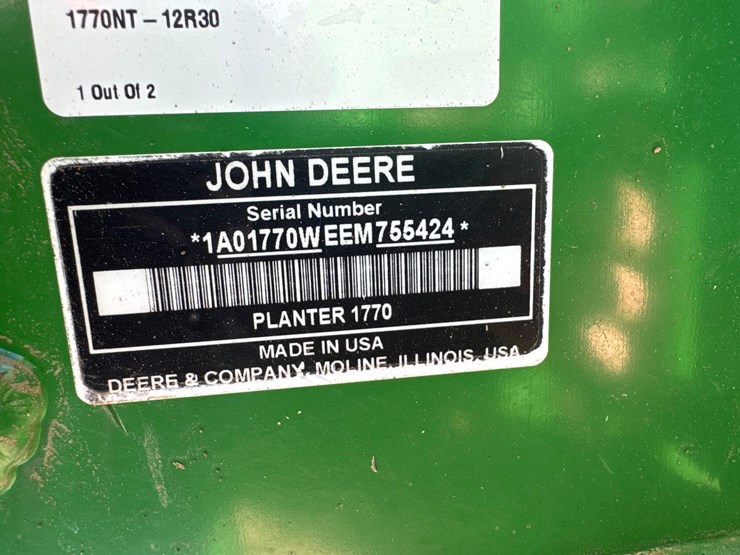 1770NT – 12R30
1 Out Of 2
JOHN DEERE
Serial Number
*1A01770WEEM755424*
PLANTER 1770
MADE IN USA
DEERE & COMPANY, MOLINE, ILLINOIS, USA